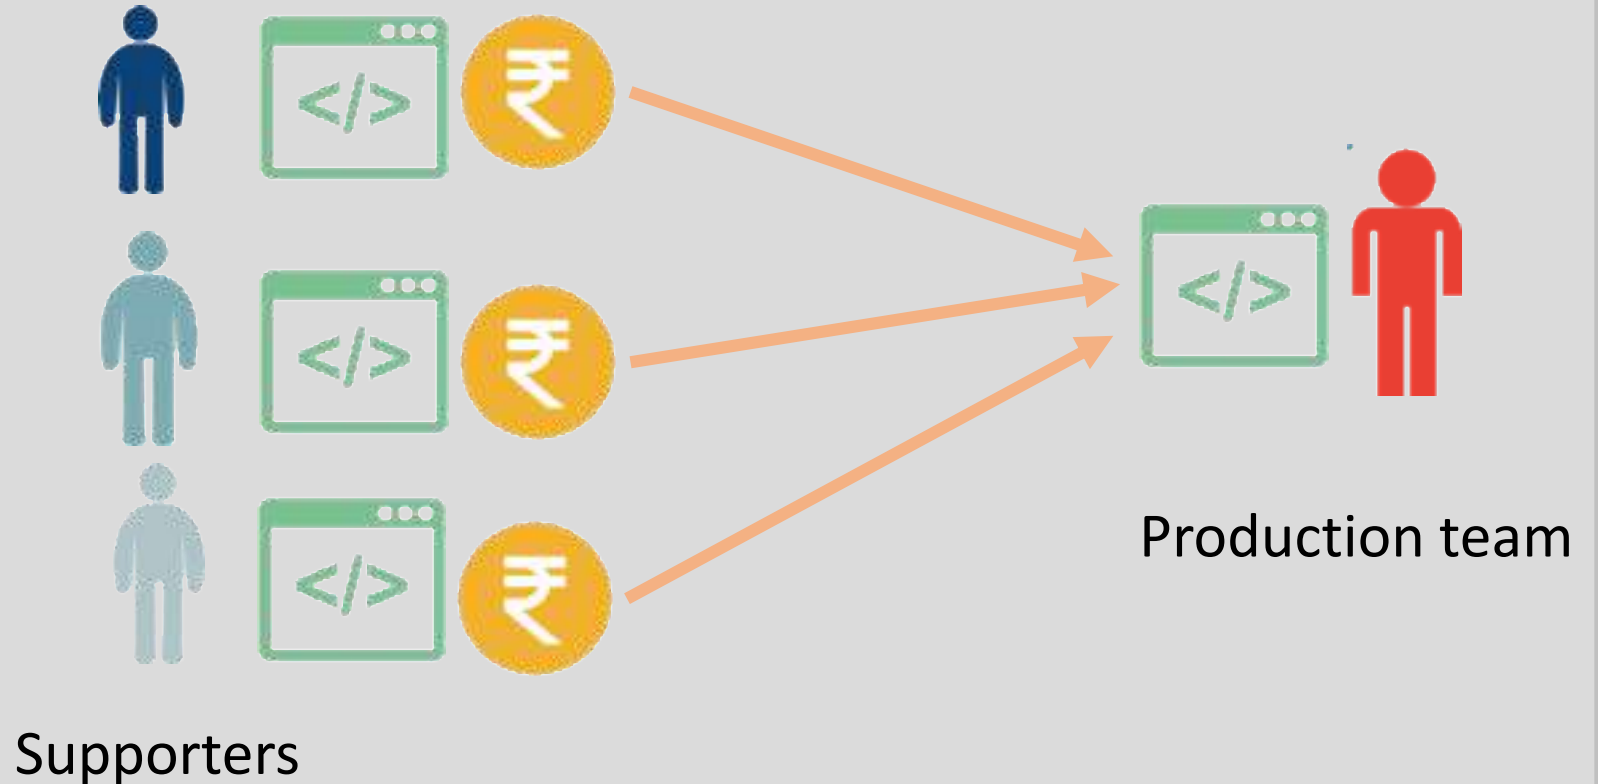 </> ₹
</> ₹
</>
</> ₹
Production team
Supporters